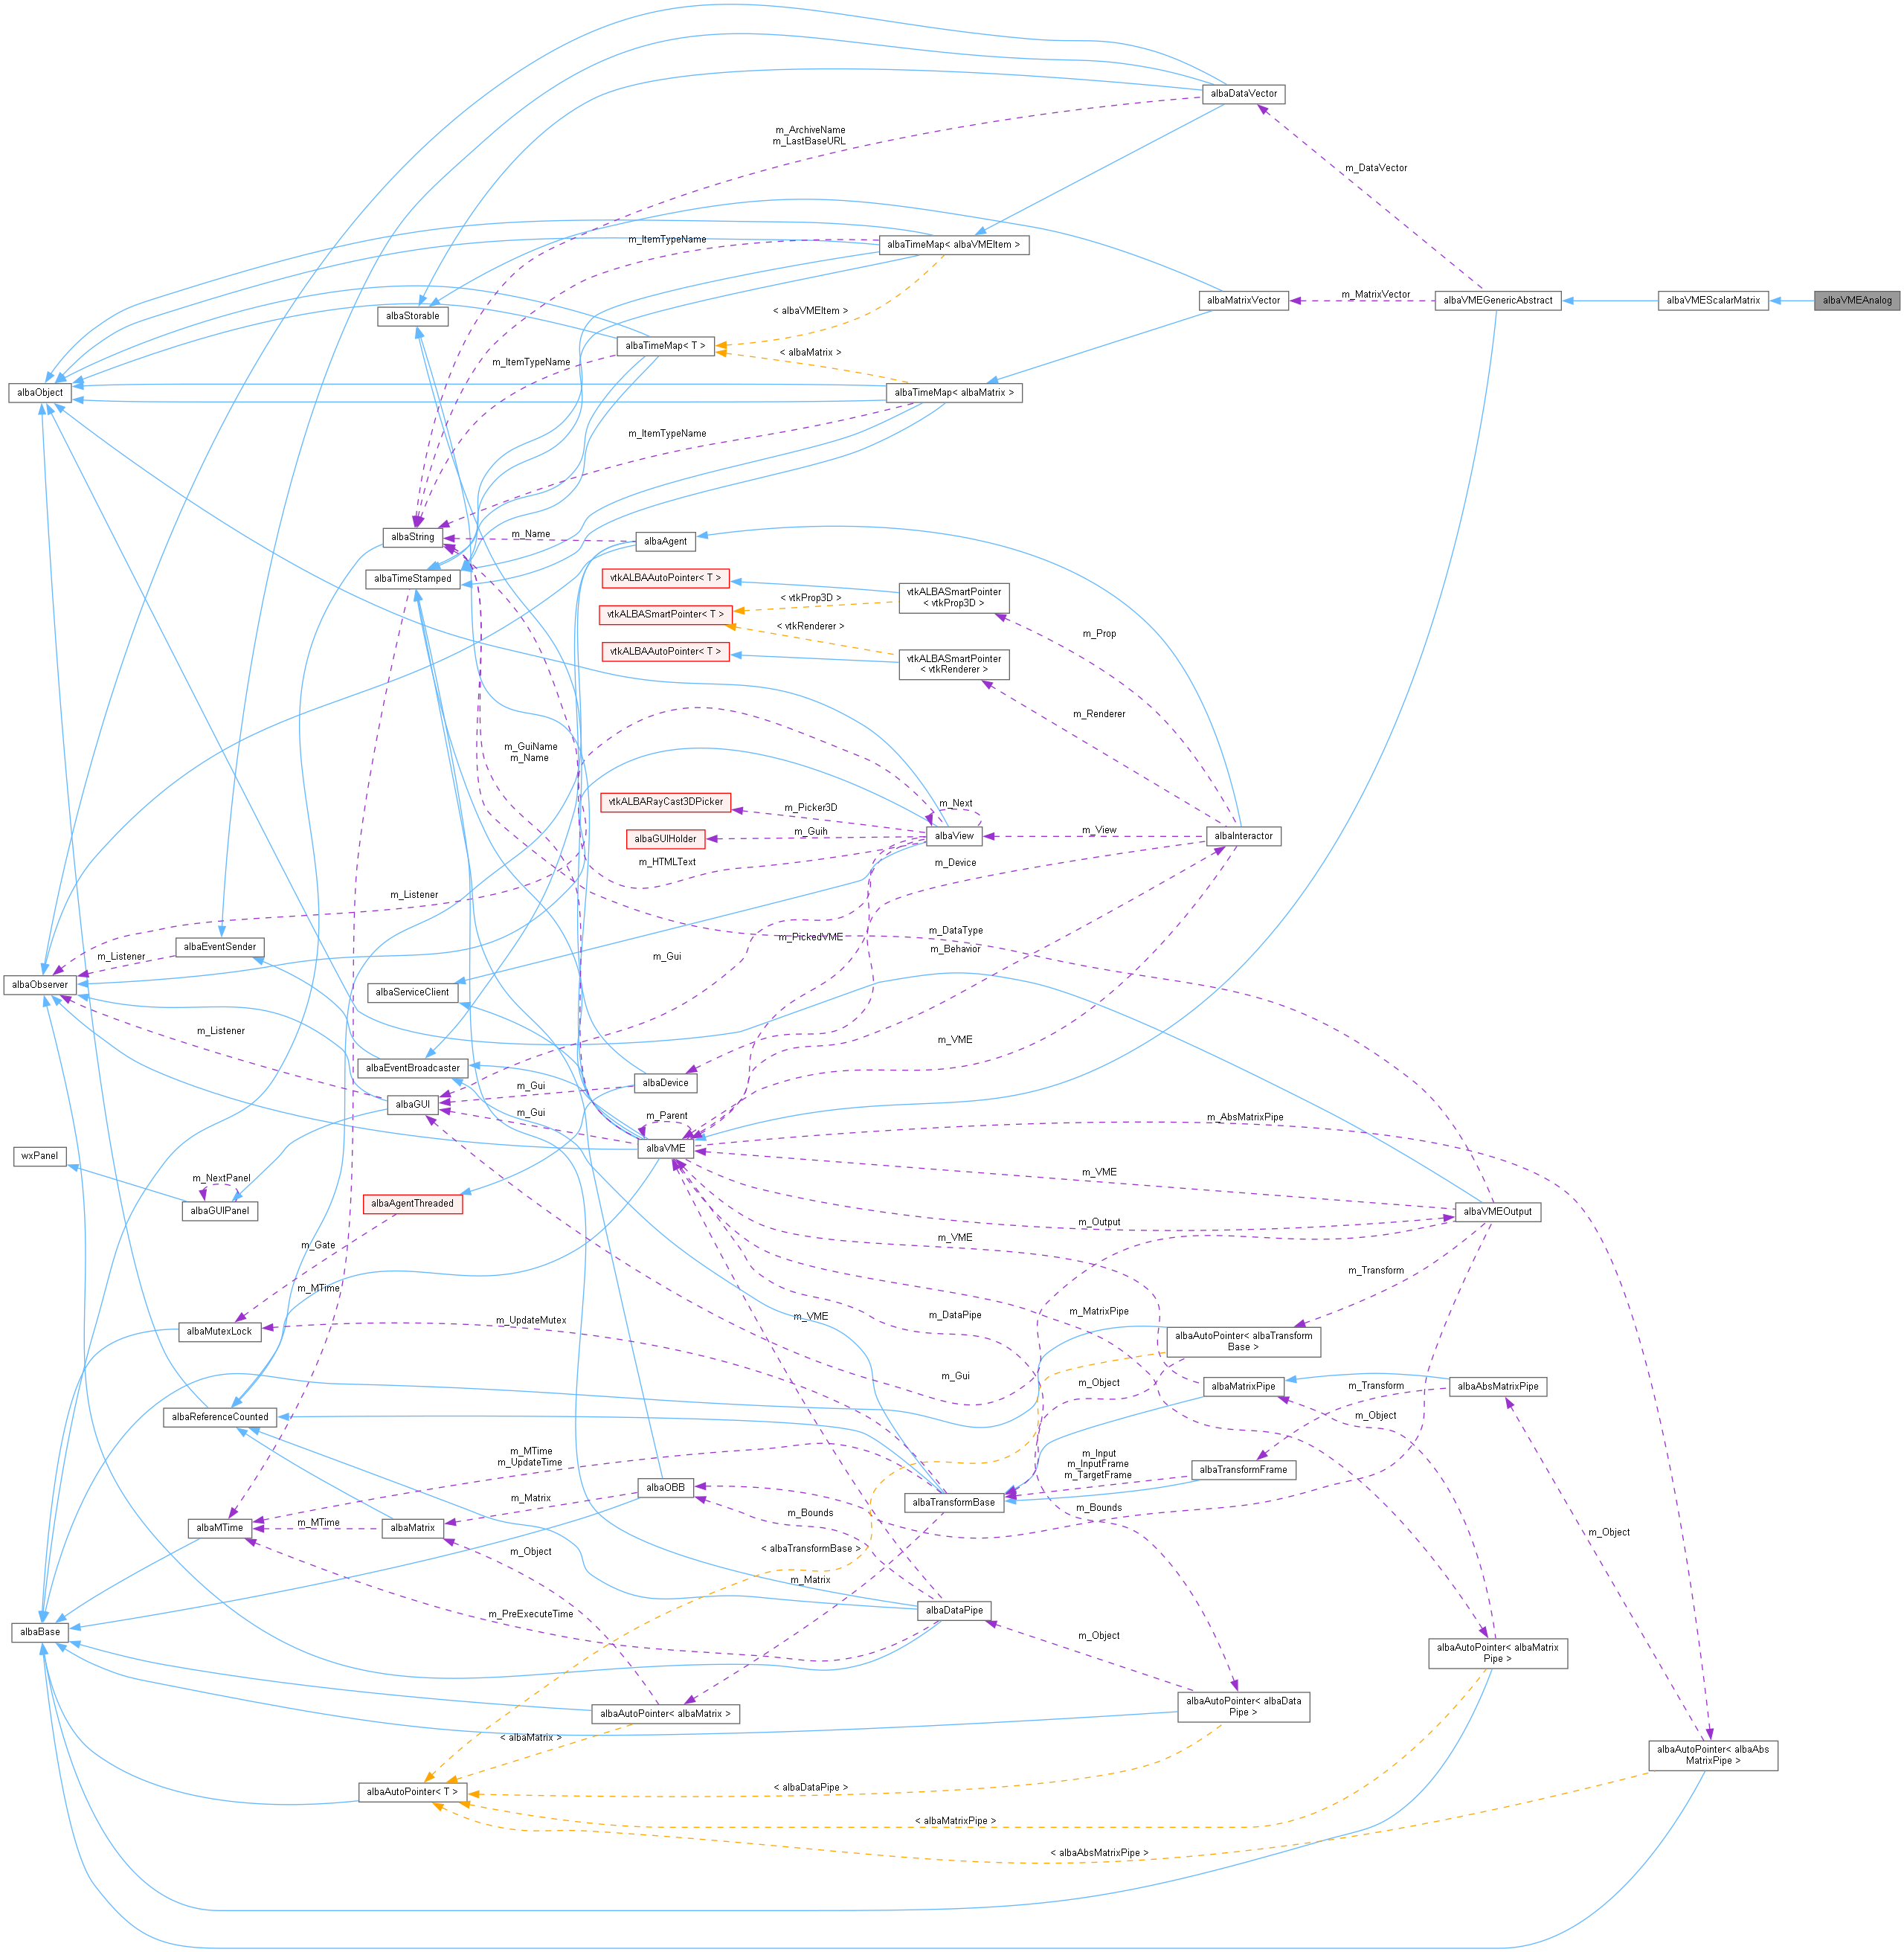 albaDataVector
m_ArchiveName
m_LastBaseURL
m_DataVector
m_ItemTypeName
albaTimeMap< albaVMEItem >
albaMatrixVector
m_MatrixVector
albaVMEGenericAbstract
albaVMEScalarMatrix
albaVMEAnalog
albaStorable
< albaVMEItem >
albaTimeMap< T >
< albaMatrix >
m_ItemTypeName
albaObject
albaTimeMap< albaMatrix >
m_ItemTypeName
albaString
m_Name
albaAgent
albaTimeStamped
vtkALBAAutoPointer< T >
vtkALBASmartPointer
< vtkProp3D >
< vtkProp3D >
vtkALBASmartPointer< T >
< vtkRenderer >
m_Prop
vtkALBAAutoPointer< T >
vtkALBASmartPointer
< vtkRenderer >
m_Renderer
m_GuiName
m_Name
vtkALBARayCast3DPicker
m_Picker3D
m_Next
albaGUIHolder
m_Guih
albaView
m_View
albaInteractor
m_HTMLText
m_Device
m_Listener
m_DataType
m_PickedVME
m_Behavior
albaEventSender
m_Listener
m_Gui
albaObserver
albaServiceClient
m_Listener
m_VME
albaEventBroadcaster
albaDevice
m_Gui
albaGUI
m_Gui
m_Parent
m_AbsMatrixPipe
albaVME
wxPanel
m_NextPanel
m_VME
albaGUIPanel
albaAgentThreaded
m_Output
albaVMEOutput
m_Gate
m_VME
m_Transform
m_MTime
m_VME
m_DataPipe
m_MatrixPipe
albaMutexLock
m_UpdateMutex
albaAutoPointer< albaTransform
Base >
m_Gui
m_Object
albaMatrixPipe
m_Transform
albaAbsMatrixPipe
albaReferenceCounted
m_Object
m_MTime
m_UpdateTime
m_Input
m_InputFrame
m_TargetFrame
albaTransformFrame
albaOBB
albaTransformBase
m_Matrix
m_Bounds
m_Bounds
albaMTime
m_MTime
albaMatrix
m_Object
m_Object
< albaTransformBase >
m_Matrix
m_PreExecuteTime
albaDataPipe
albaBase
m_Object
albaAutoPointer< albaMatrix
Pipe >
albaAutoPointer< albaMatrix >
albaAutoPointer< albaData
Pipe >
< albaMatrix >
albaAutoPointer< albaAbs
MatrixPipe >
albaAutoPointer< T >
< albaDataPipe >
< albaMatrixPipe >
< albaAbsMatrixPipe >